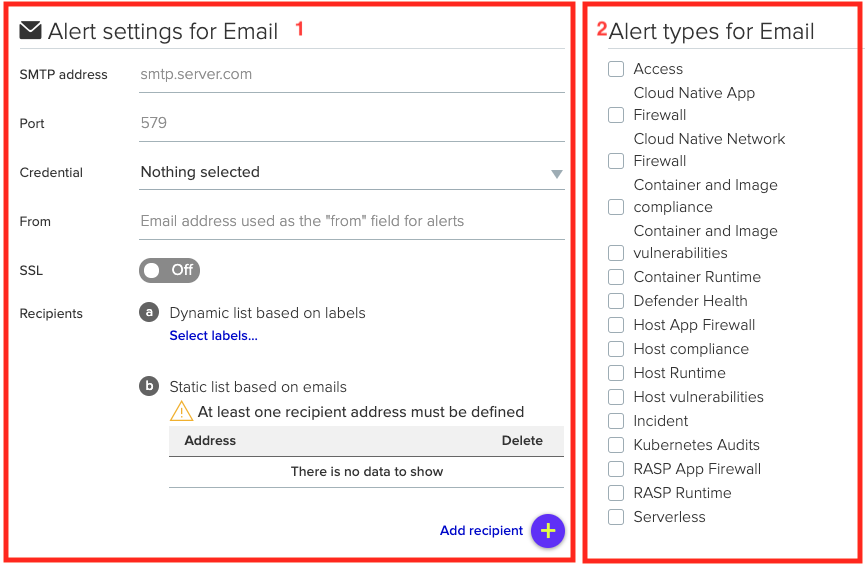 Alert settings for Email 1
SMTP address smtp.server.com
Port 579
Credential Nothing selected
From Email address used as the "from" field for alerts
SSL Off
Recipients a Dynamic list based on labels
Select labels...
b Static list based on emails
At least one recipient address must be defined
Address Delete
There is no data to show
Add recipient +
2 Alert types for Email
Access
Cloud Native App
Firewall
Cloud Native Network
Firewall
Container and Image
compliance
Container and Image
vulnerabilities
Container Runtime
Defender Health
Host App Firewall
Host compliance
Host Runtime
Host vulnerabilities
Incident
Kubernetes Audits
RASP App Firewall
RASP Runtime
Serverless